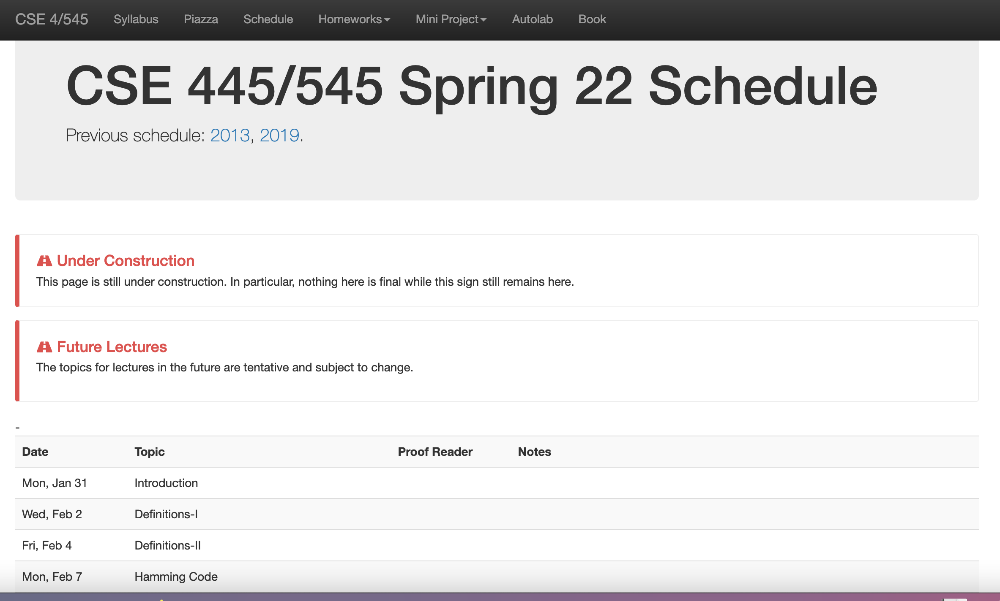 CSE 4/545 Syllabus Piazza Schedule Homeworks Mini Project Autolab Book
CSE 445/545 Spring 22 Schedule
Previous schedule: 2013, 2019.
Under Construction
This page is still under construction. In particular, nothing here is final while this sign still remains here.
Future Lectures
The topics for lectures in the future are tentative and subject to change.
-
Date Topic Proof Reader Notes
Mon, Jan 31 Introduction
Wed, Feb 2 Definitions-I
Fri, Feb 4 Definitions-II
Mon, Feb 7 Hamming Code